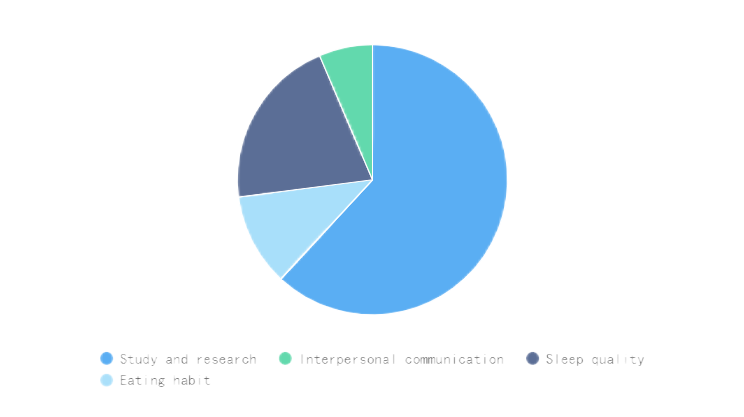 Study and research Interpersonal communication Sleep quality
Eating habit